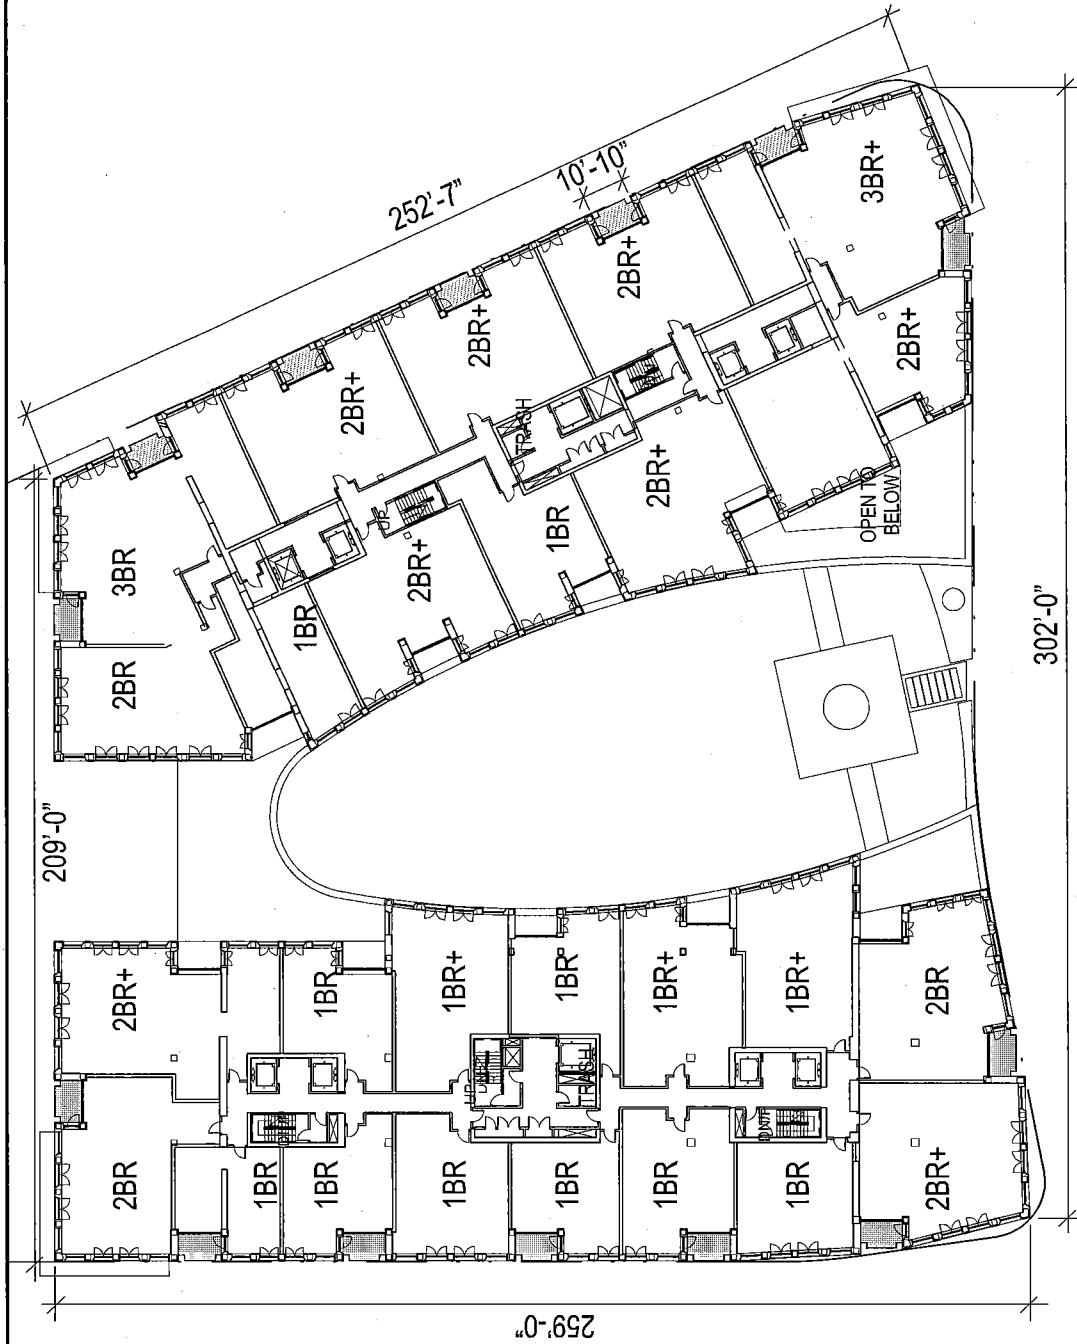 252'-7"
10'-10"
3BR+
2BR+
2BR+
2BR+
2BR+
TRASH
2BR+
OPEN TO
BELOW
1BR
UP
2BR+
3BR
1BR
2BR
302'-0"
209'-0"
2BR+
1BR
1BR+
1BR
1BR+
1BR+
2BR
UP
TRASH
2BR
1BR
1BR
1BR
1BR
1BR
1BR
2BR+
259'-0"